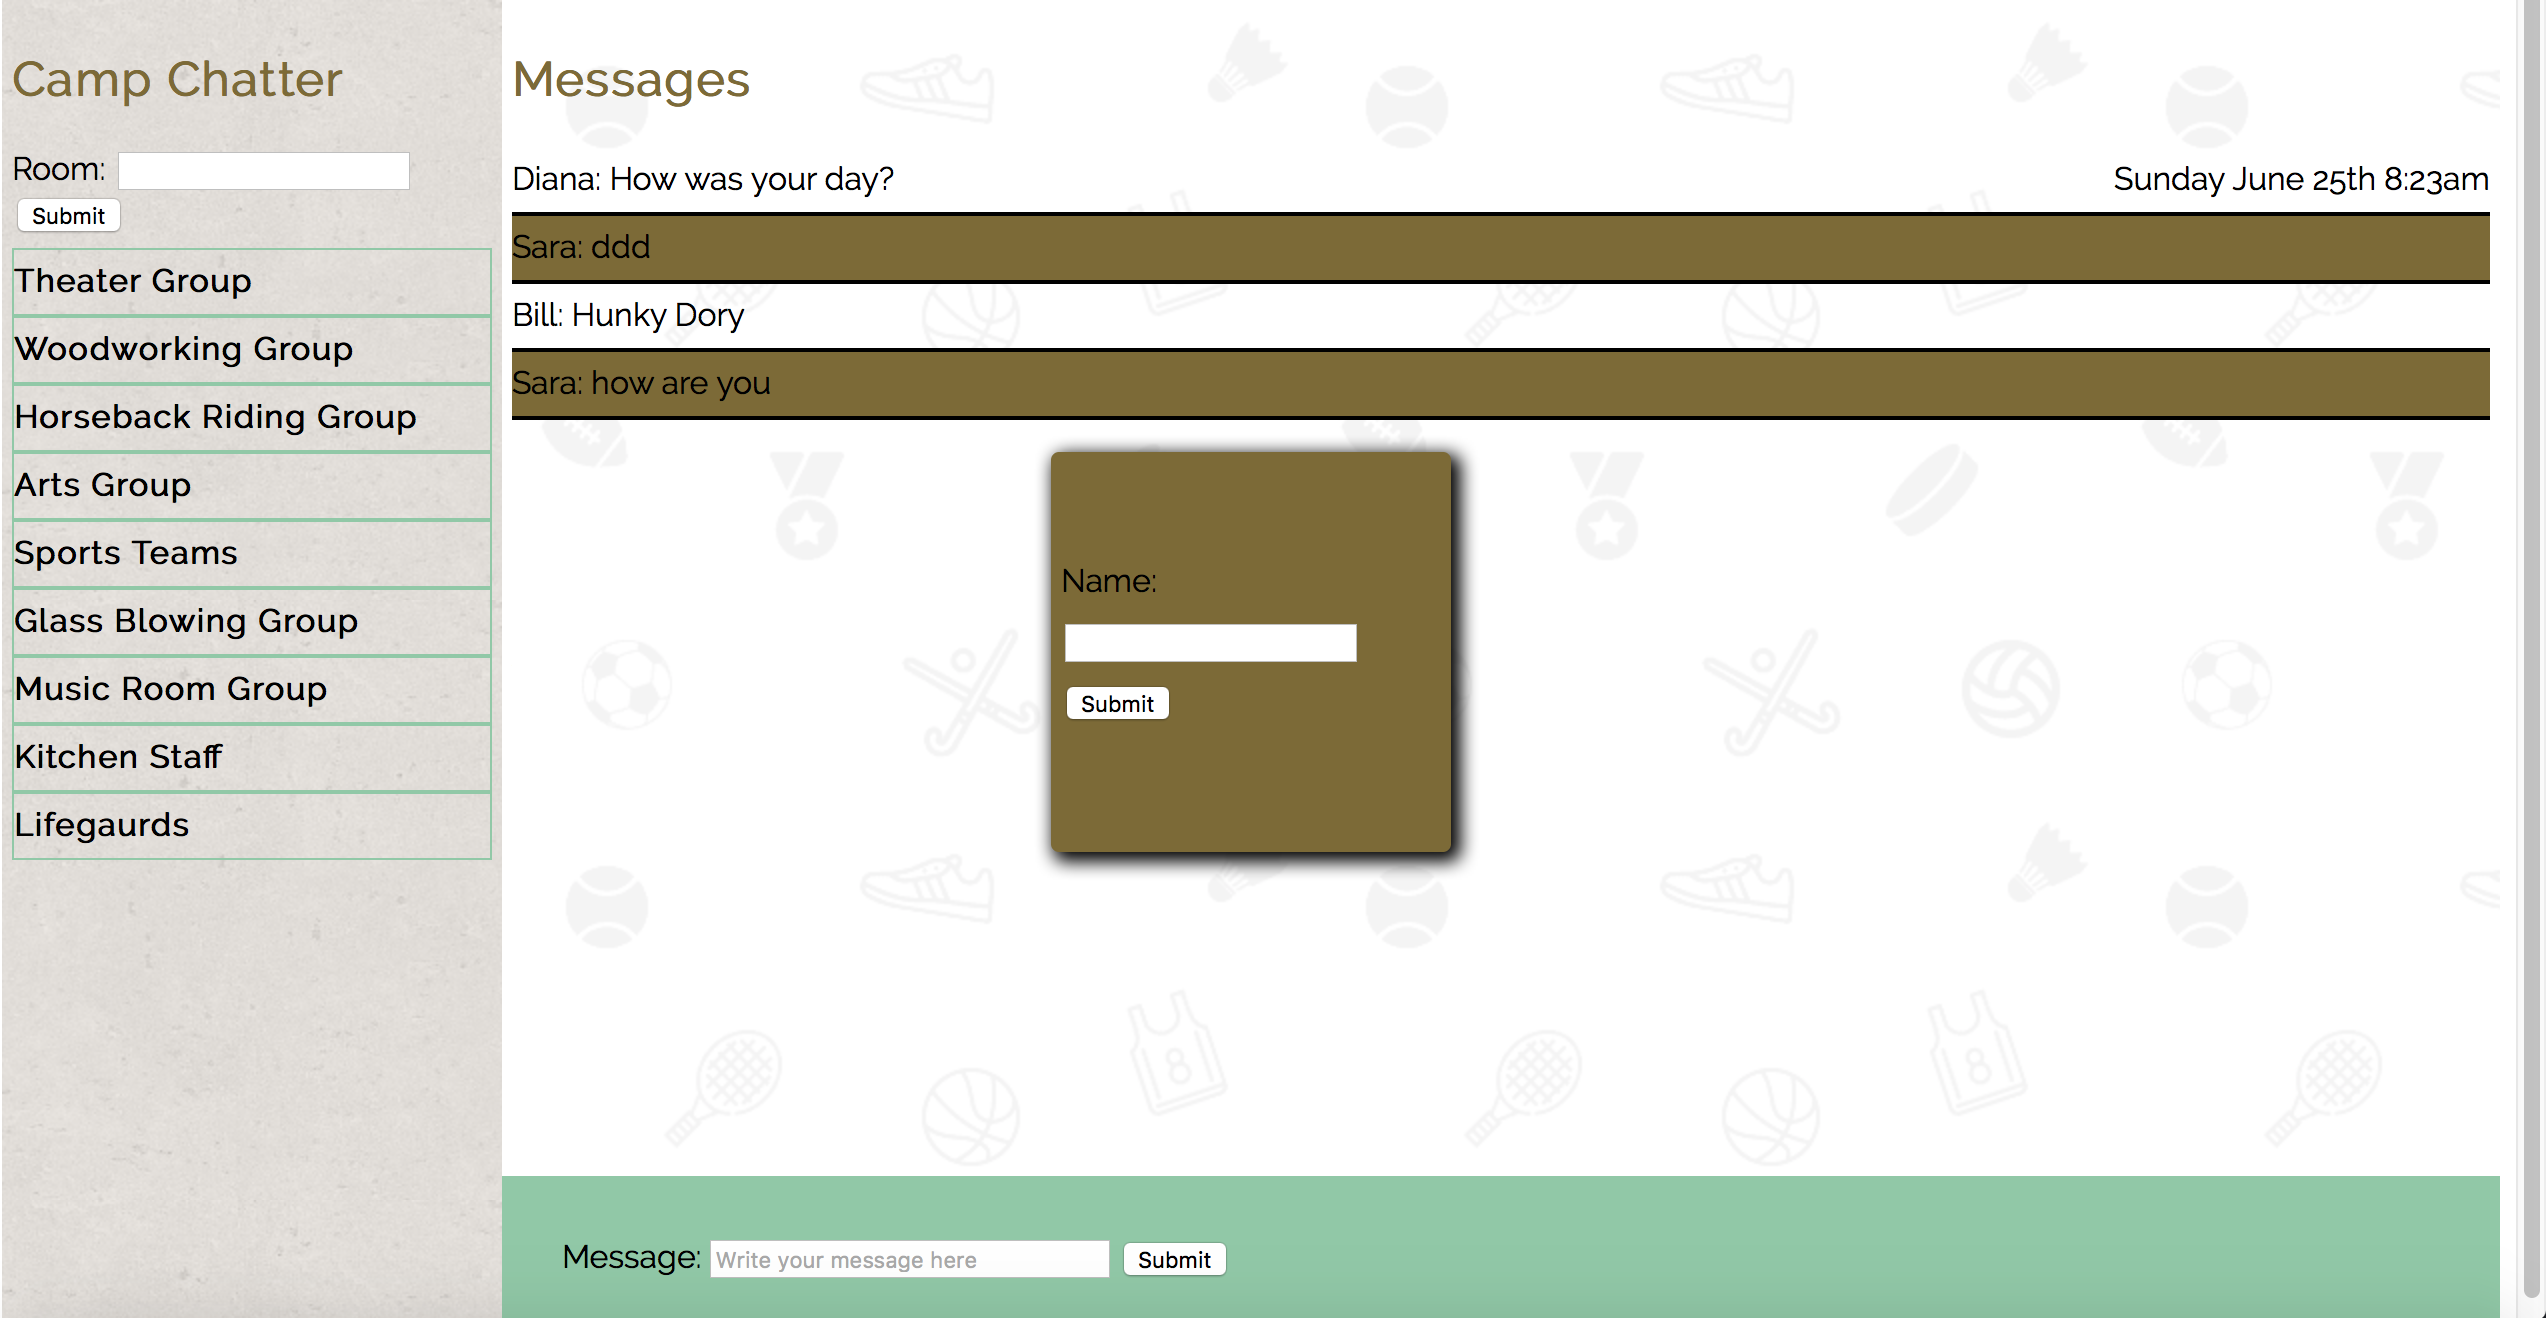 Camp Chatter
Room:
Submit
Theater Group
Woodworking Group
Horseback Riding Group
Arts Group
Sports Teams
Glass Blowing Group
Music Room Group
Kitchen Staff
Lifegaurds
Messages
Diana: How was your day? Sunday June 25th 8:23am
Sara: ddd
Bill: Hunky Dory
Sara: how are you
Name:
Submit
8
8
Message: Write your message here Submit